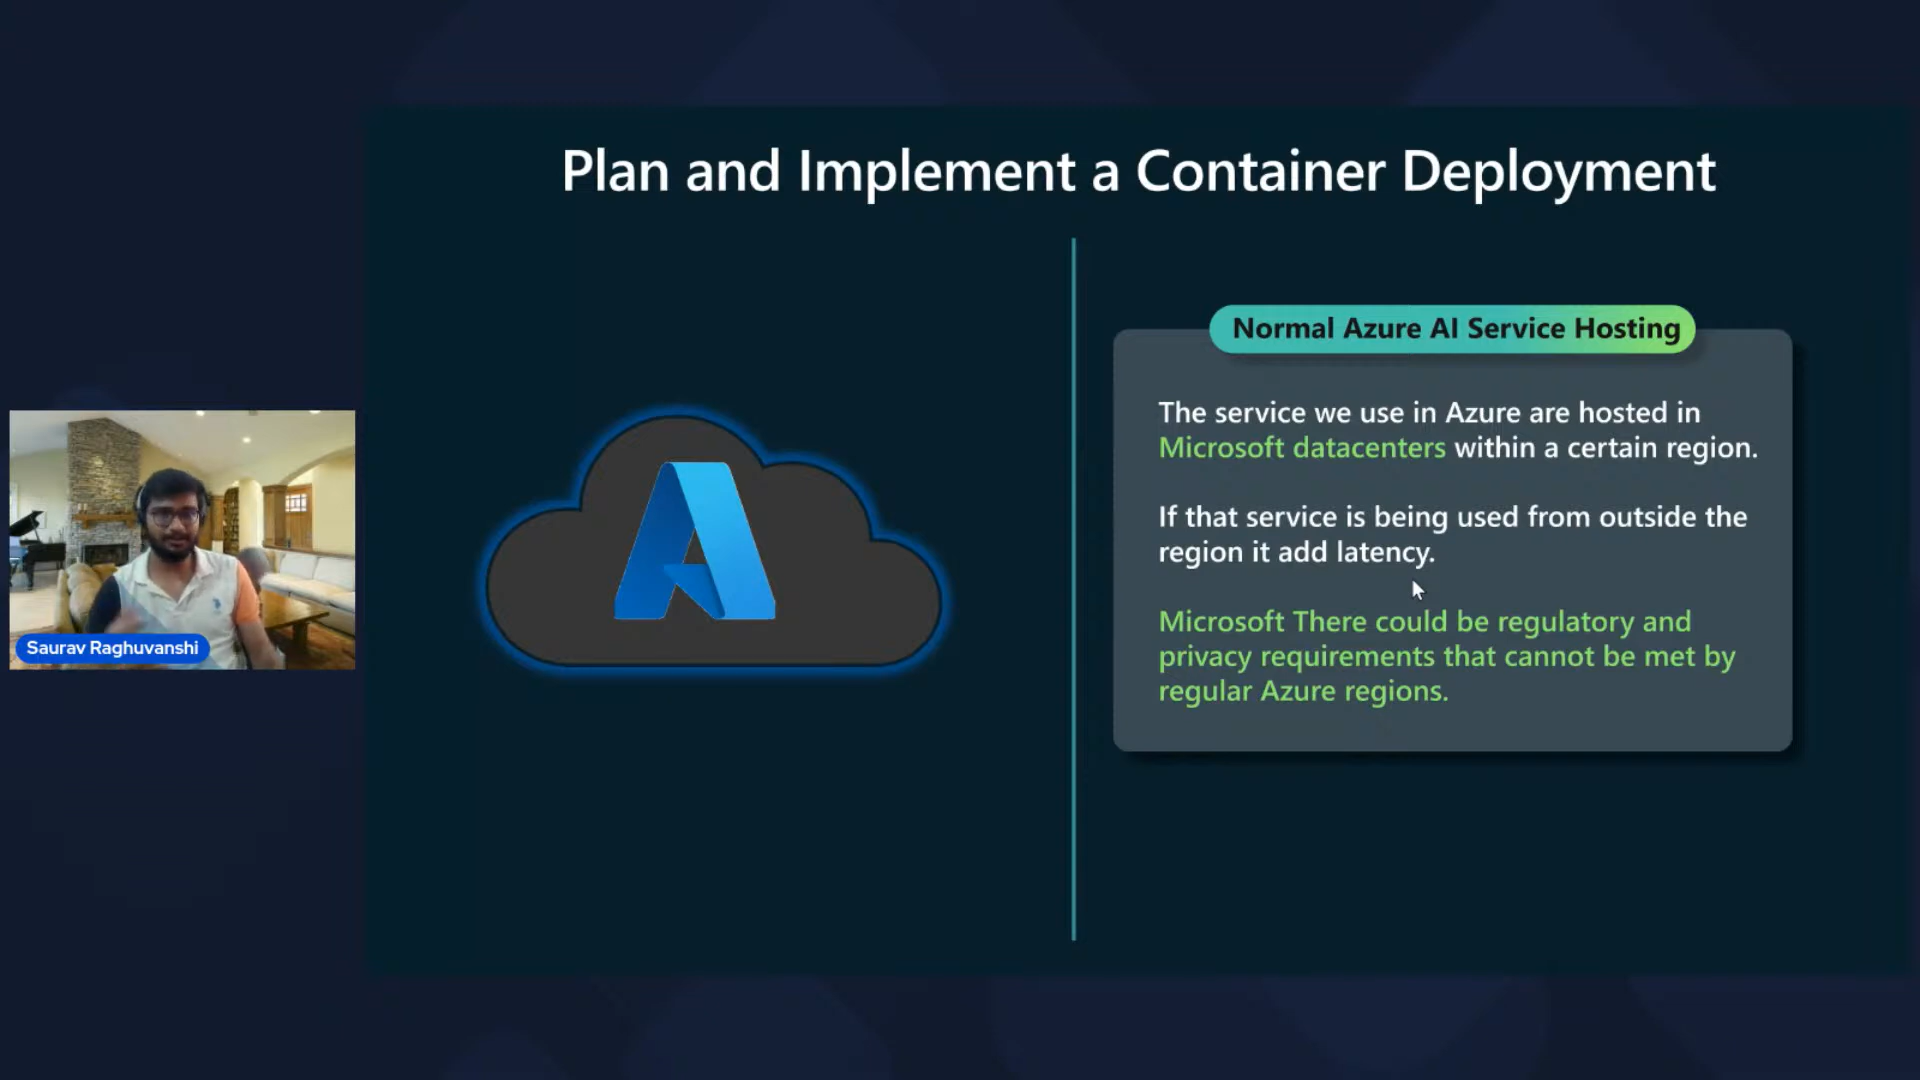 Plan and Implement a Container Deployment
Normal Azure AI Service Hosting
The service we use in Azure are hosted in
Microsoft datacenters within a certain region.
If that service is being used from outside the
region it add latency.
Microsoft There could be regulatory and
privacy requirements that cannot be met by
regular Azure regions.
Saurav Raghuvanshi